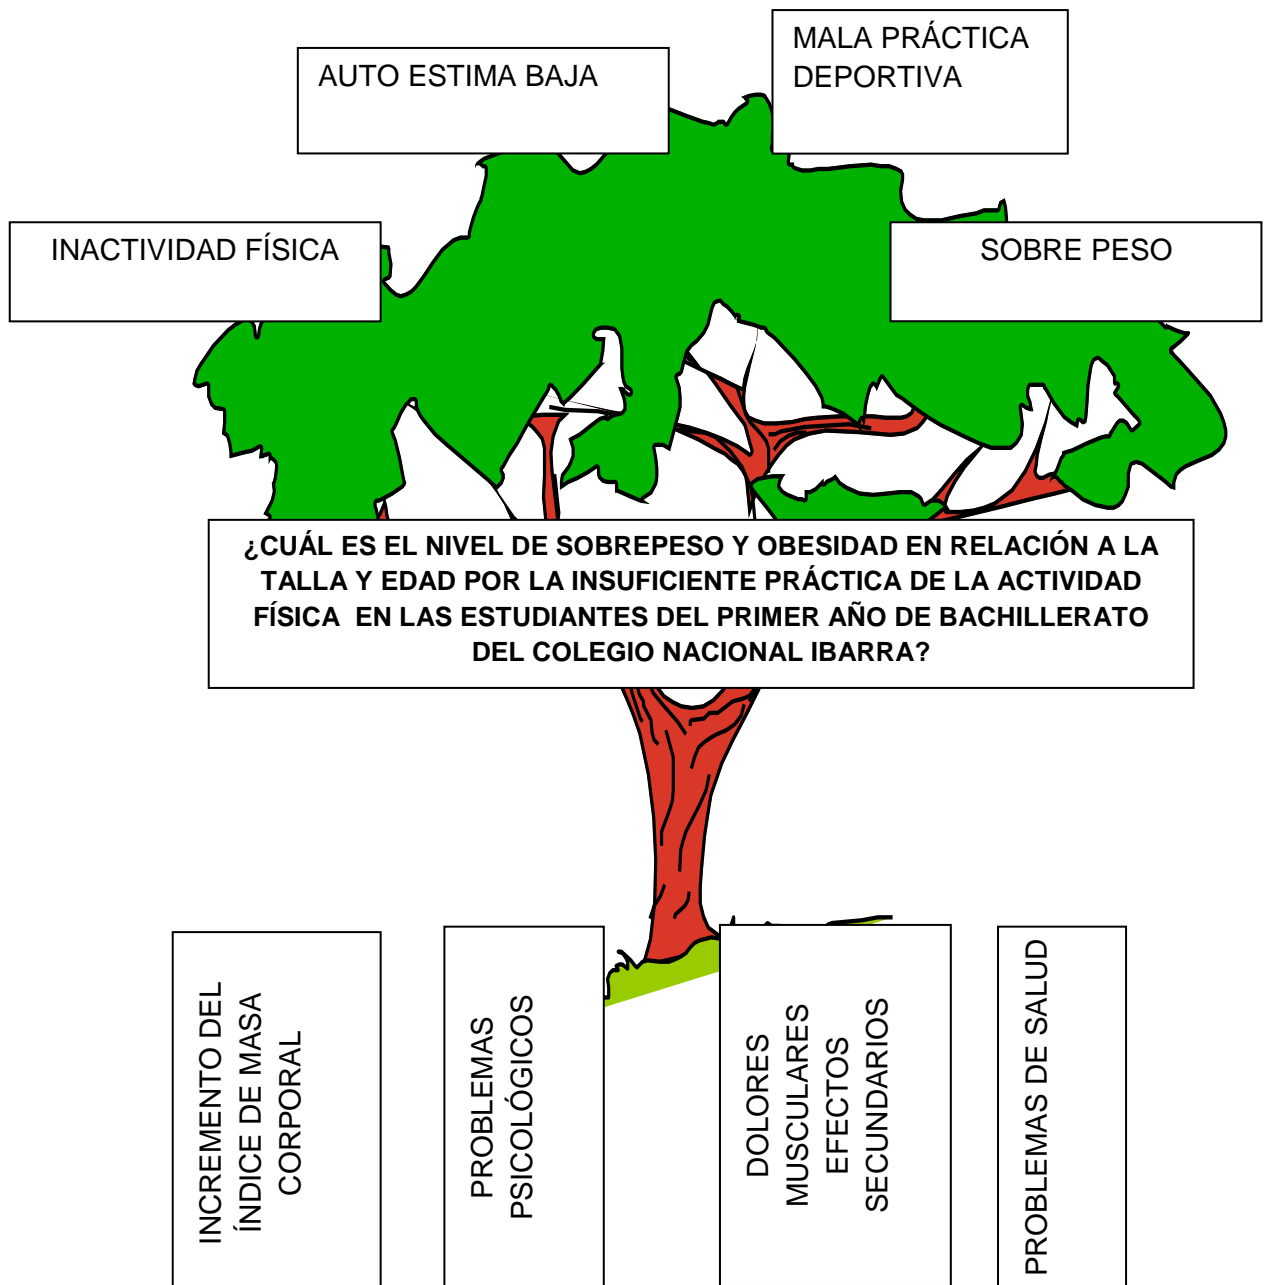 AUTO ESTIMA BAJA
MALA PRÁCTICA
DEPORTIVA
INACTIVIDAD FÍSICA
SOBRE PESO
¿CUÁL ES EL NIVEL DE SOBREPESO Y OBESIDAD EN RELACIÓN A LA
TALLA Y EDAD POR LA INSUFICIENTE PRÁCTICA DE LA ACTIVIDAD
FÍSICA EN LAS ESTUDIANTES DEL PRIMER AÑO DE BACHILLERATO
DEL COLEGIO NACIONAL IBARRA?
INCREMENTO DEL
ÍNDICE DE MASA
CORPORAL
PROBLEMAS
PSICOLÓGICOS
DOLORES
MUSCULARES
EFECTOS
SECUNDARIOS
PROBLEMAS DE SALUD